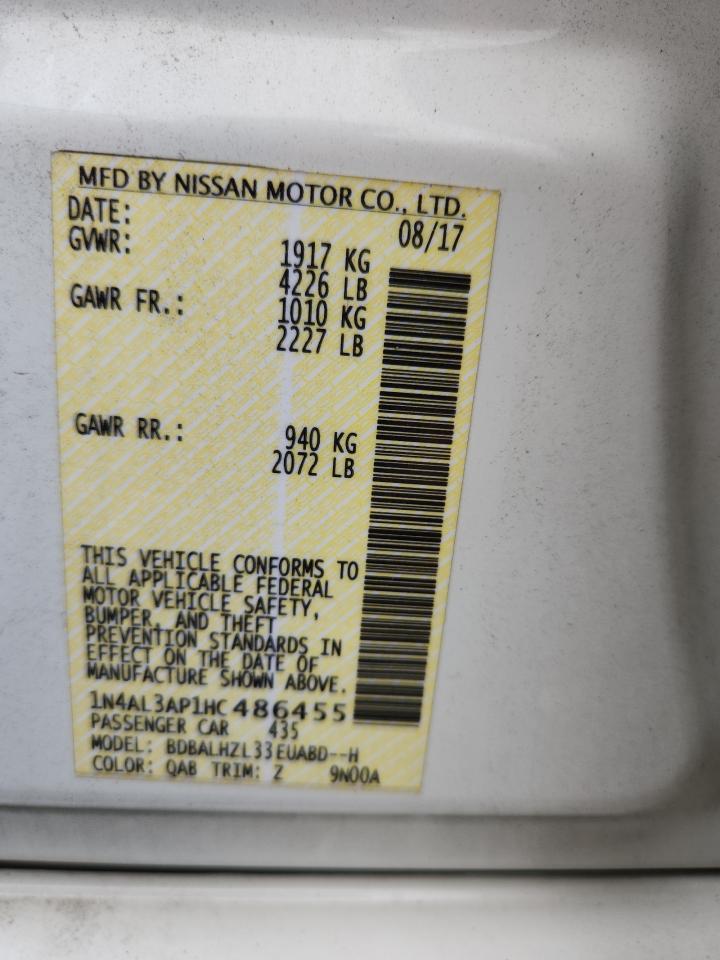 MFD BY NISSAN MOTOR CO., LTD.
DATE: 08/17
GVWR: 1917 KG
4226 LB
GAWR FR.: 1010 KG
2227 LB
GAWR RR.: 940 KG
2072 LB
THIS VEHICLE CONFORMS TO
ALL APPLICABLE FEDERAL
MOTOR VEHICLE SAFETY,
BUMPER, AND THEFT
PREVENTION STANDARDS IN
EFFECT ON THE DATE OF
MANUFACTURE SHOWN ABOVE.
1N4AL3AP1HC486455
PASSENGER CAR 435
MODEL: BDBALHZL33EUABD--H
COLOR: QAB TRIM: Z 9N00A